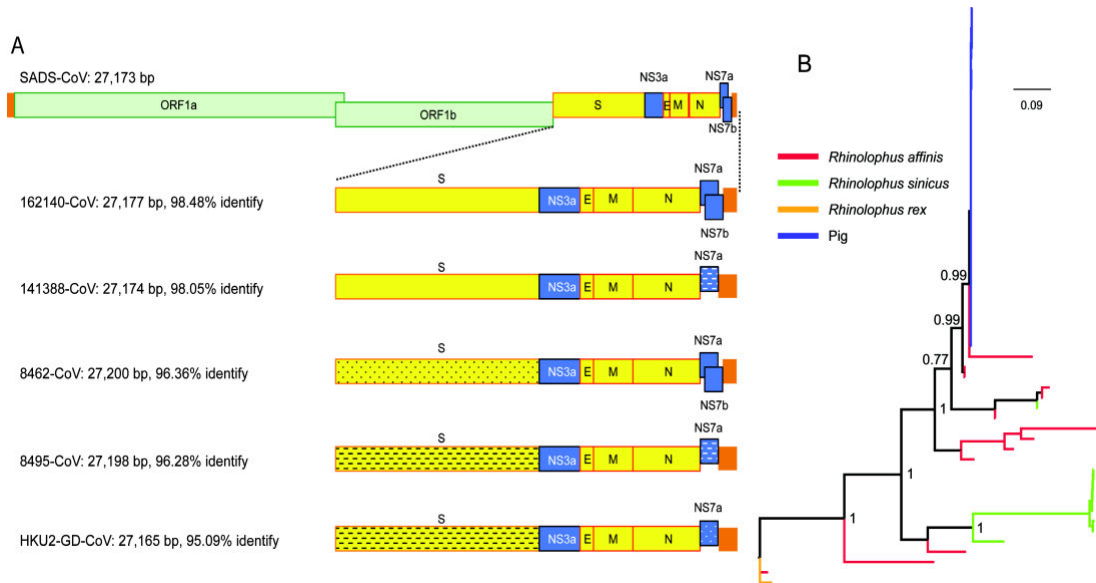 A
SADS-CoV: 27,173 bp
ORF1a
ORF1b
S
NS3a
E
M
N
NS7a
NS7b
162140-CoV: 27,177 bp, 98.48% identify
S
NS3a
E
M
N
NS7a
NS7b
141388-CoV: 27,174 bp, 98.05% identify
S
NS3a
E
M
N
NS7a
8462-CoV: 27,200 bp, 96.36% identify
S
NS3a
E
M
N
NS7a
NS7b
8495-CoV: 27,198 bp, 96.28% identify
S
NS3a
E
M
N
NS7a
HKU2-GD-CoV: 27,165 bp, 95.09% identify
S
NS3a
E
M
N
NS7a
B
0.09
Rhinolophus affinis
Rhinolophus sinicus
Rhinolophus rex
Pig
0.99
0.99
0.77
1
1
1
1